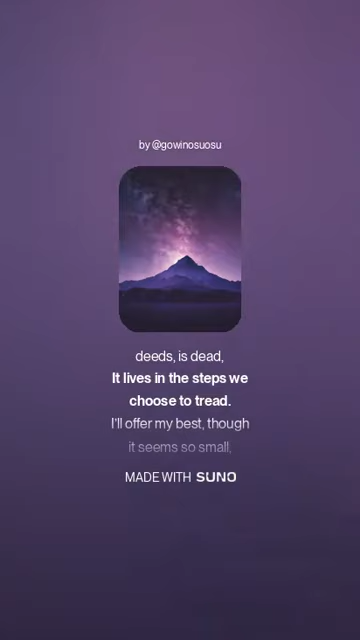 by @gowinosuosu
deeds, is dead,
It lives in the steps we
choose to tread.
I'll offer my best, though
it seems so small,
MADE WITH SUNO